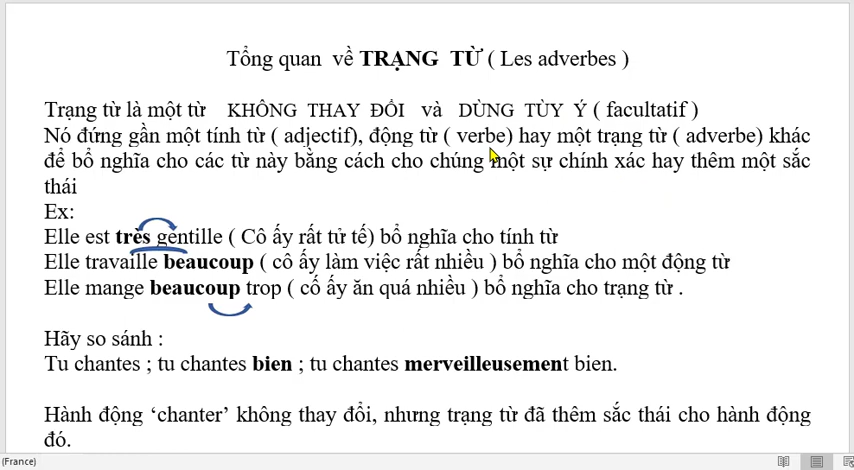 Tổng quan về TRẠNG TỪ ( Les adverbes )
Trạng từ là một từ KHÔNG THAY ĐỔI và DÙNG TÙY Ý ( facultatif )
Nó đứng gần một tính từ ( adjectif), động từ ( verbe) hay một trạng từ ( adverbe) khác
để bổ nghĩa cho các từ này bằng cách cho chúng một sự chính xác hay thêm một sắc
thái
Ex:
Elle est très gentille ( Cô ấy rất tử tế) bổ nghĩa cho tính từ
Elle travaille beaucoup ( cô ấy làm việc rất nhiều ) bổ nghĩa cho một động từ
Elle mange beaucoup trop ( cố ấy ăn quá nhiều ) bổ nghĩa cho trạng từ .
Hãy so sánh :
Tu chantes ; tu chantes bien ; tu chantes merveilleusement bien.
Hành động ‘chanter’ không thay đổi, nhưng trạng từ đã thêm sắc thái cho hành động
đó.
(France)